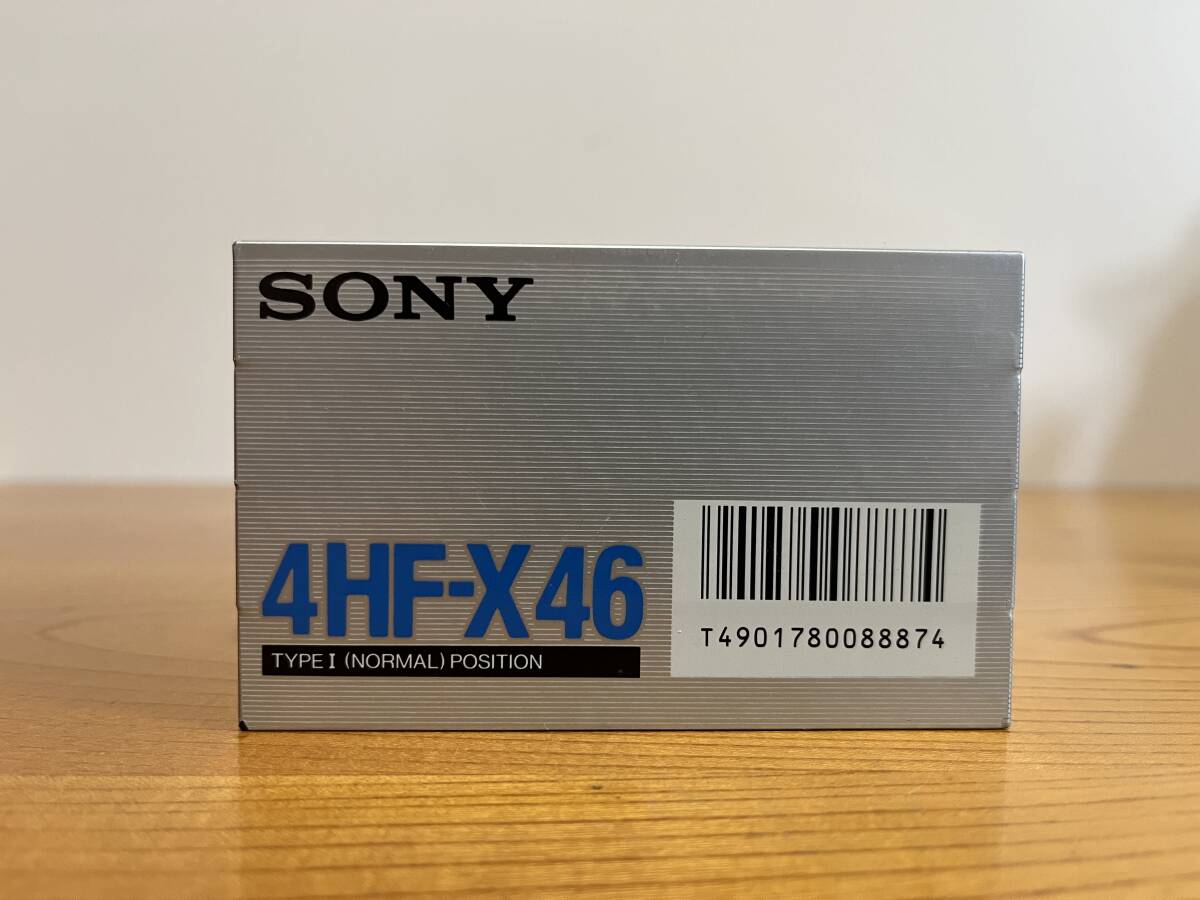 SONY
4HF-X46
TYPE I (NORMAL) POSITION
T4901780088874